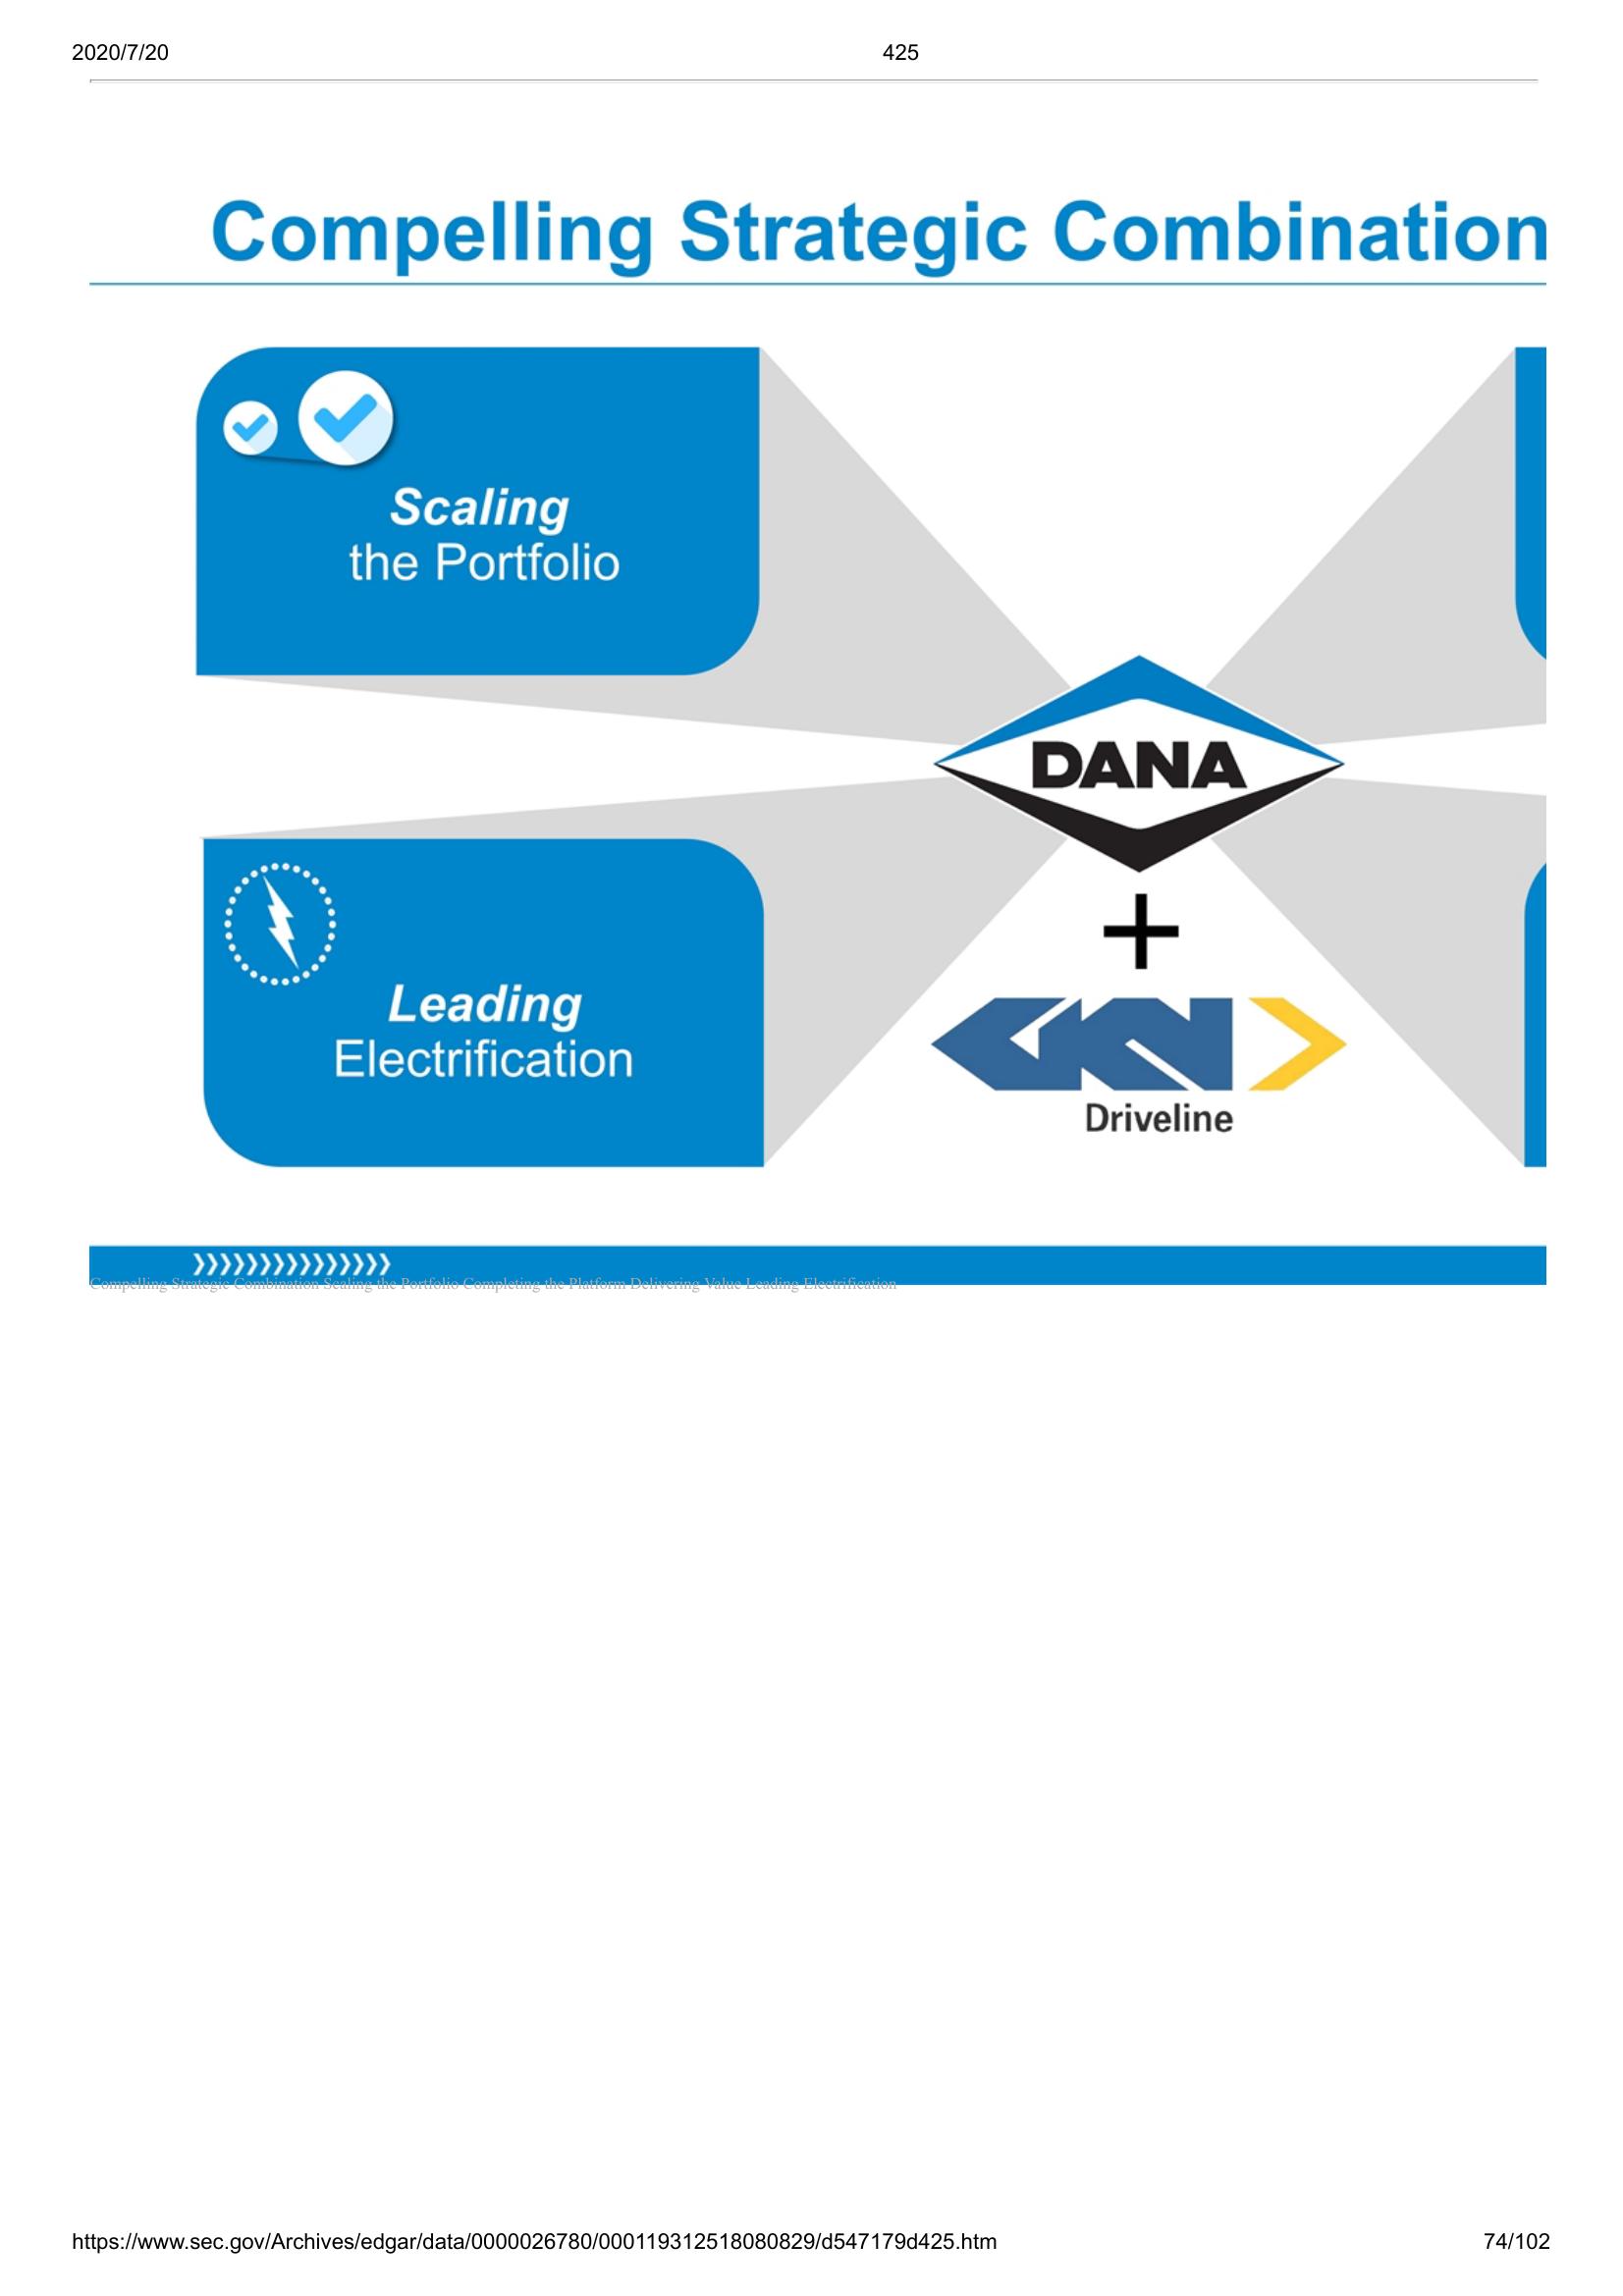 2020/7/20
425
Compelling Strategic Combination
Scaling
the Portfolio
DANA
Leading
Electrification
GKN
Driveline
Compelling Strategic Combination Scaling the Portfolio Completing the Platform Delivering Value Leading Electrification
https://www.sec.gov/Archives/edgar/data/0000026780/000119312518080829/d547179d425.htm
74/102